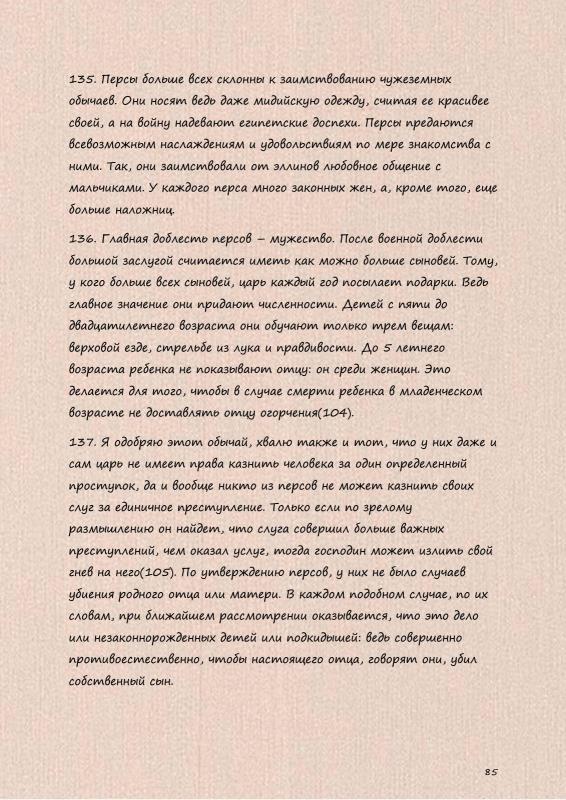 135. Персы больше всех склонны к заимствованию чужеземных
обычаев. Они носят ведь даже мидийскую одежду, считая ее красивее
своей, а на войну надевают египетские доспехи. Персы предаются
всевозможным наслаждениям и удовольствиям по мере знакомства с
ними. Так, они заимствовали от эллинов любовное общение с
мальчиками. У каждого перса много законных жен, а, кроме того, еще
больше наложниц.
136. Главная доблесть персов – мужество. После военной доблести
большой заслугой считается иметь как можно больше сыновей. Тому,
у кого больше всех сыновей, царь каждый год посылает подарки. Ведь
главное значение они придают численности. Детей с пяти до
двадцатилетнего возраста они обучают только трем вещам:
верховой езде, стрельбе из лука и правдивости. До 5 летнего
возраста ребенка не показывают отцу: он среди женщин. Это
делается для того, чтобы в случае смерти ребенка в младенческом
возрасте не доставлять отцу огорчения(104).
137. Я одобряю этот обычай, хвалю также и тот, что у них даже и
сам царь не имеет права казнить человека за один определенный
проступок, да и вообще никто из персов не может казнить своих
слуг за единичное преступление. Только если по зрелому
размышлению он найдет, что слуга совершил больше важных
преступлений, чем оказал услуг, тогда господин может излить свой
гнев на него(105). По утверждению персов, у них не было случаев
убиения родного отца или матери. В каждом подобном случае, по их
словам, при ближайшем рассмотрении оказывается, что это дело
или незаконнорожденных детей или подкидышей: ведь совершенно
противоестественно, чтобы настоящего отца, говорят они, убил
собственный сын.
85